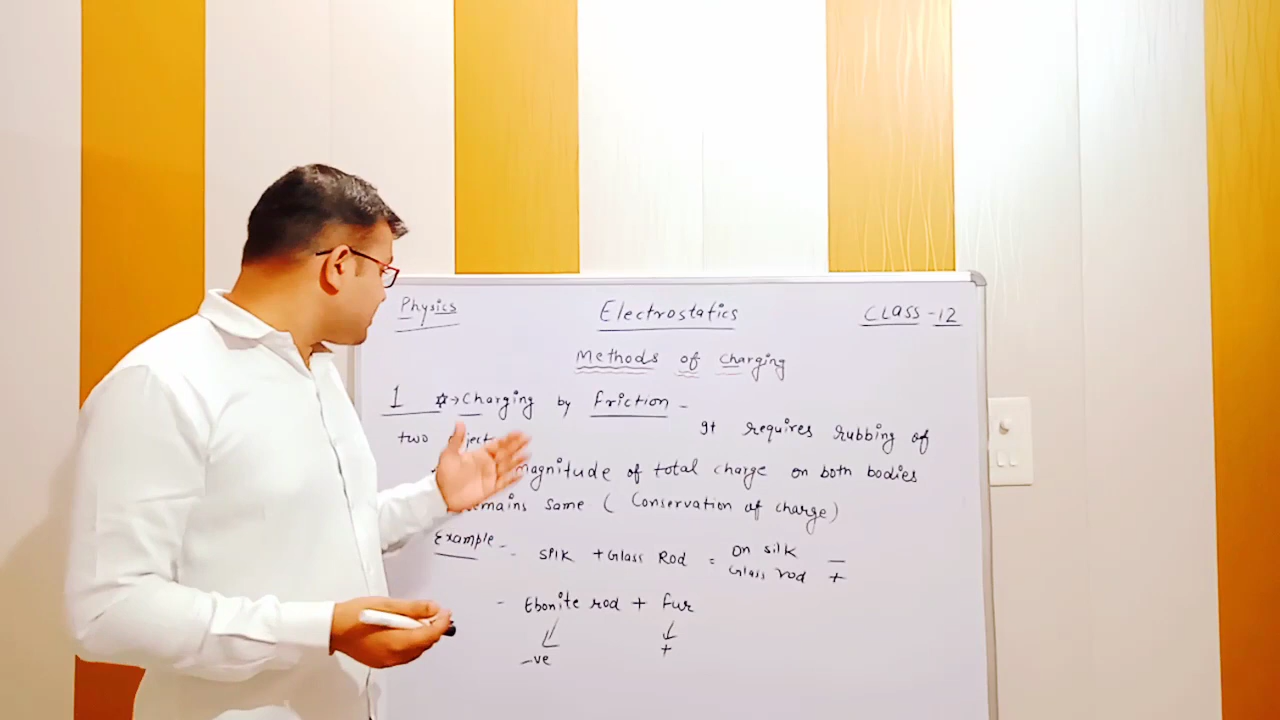 Physics Electrostatics CLASS-12
Methods of Charging
1 ☆→ Charging by friction -
It requires rubbing of
two
magnitude of total charge on both bodies
remains same ( Conservation of charge)
Example -
- SPIK + Glass Rod = On silk —
Glass rod +
- Ebonite rod + fur
-ve +